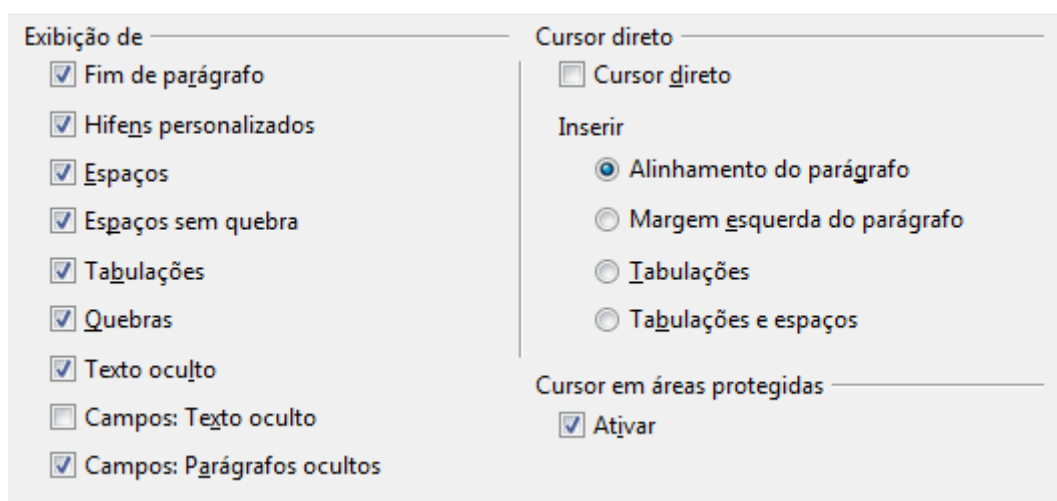 Exibição de
Fim de parágrafo
Hifens personalizados
Espaços
Espaços sem quebra
Tabulações
Quebras
Texto oculto
Campos: Texto oculto
Campos: Parágrafos ocultos
Cursor direto
Cursor direto
Inserir
Alinhamento do parágrafo
Margem esquerda do parágrafo
Tabulações
Tabulações e espaços
Cursor em áreas protegidas
Ativar